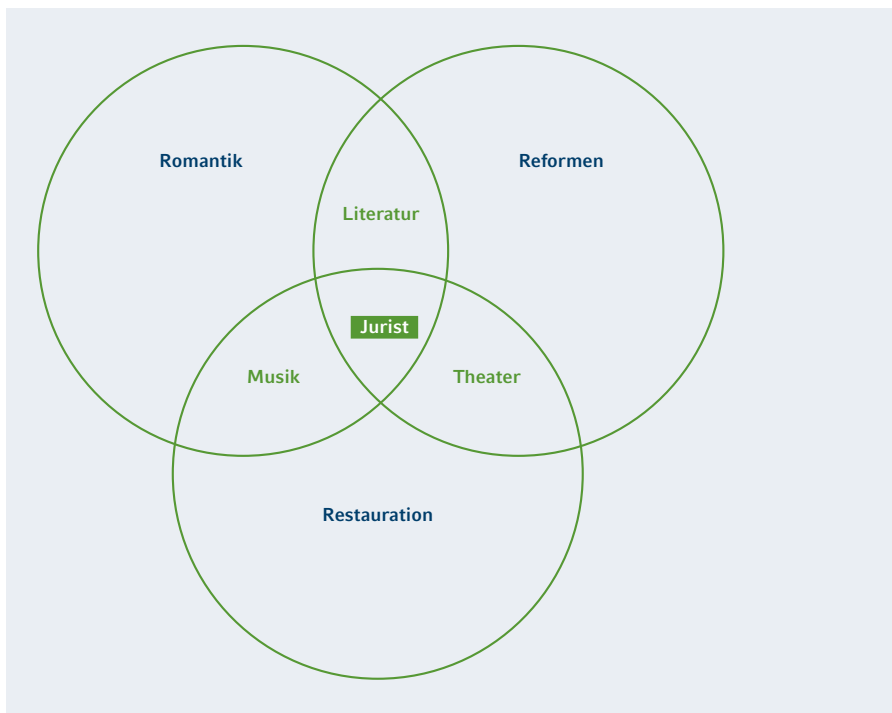 Romantik
Reformen
Literatur
Jurist
Musik
Theater
Restauration